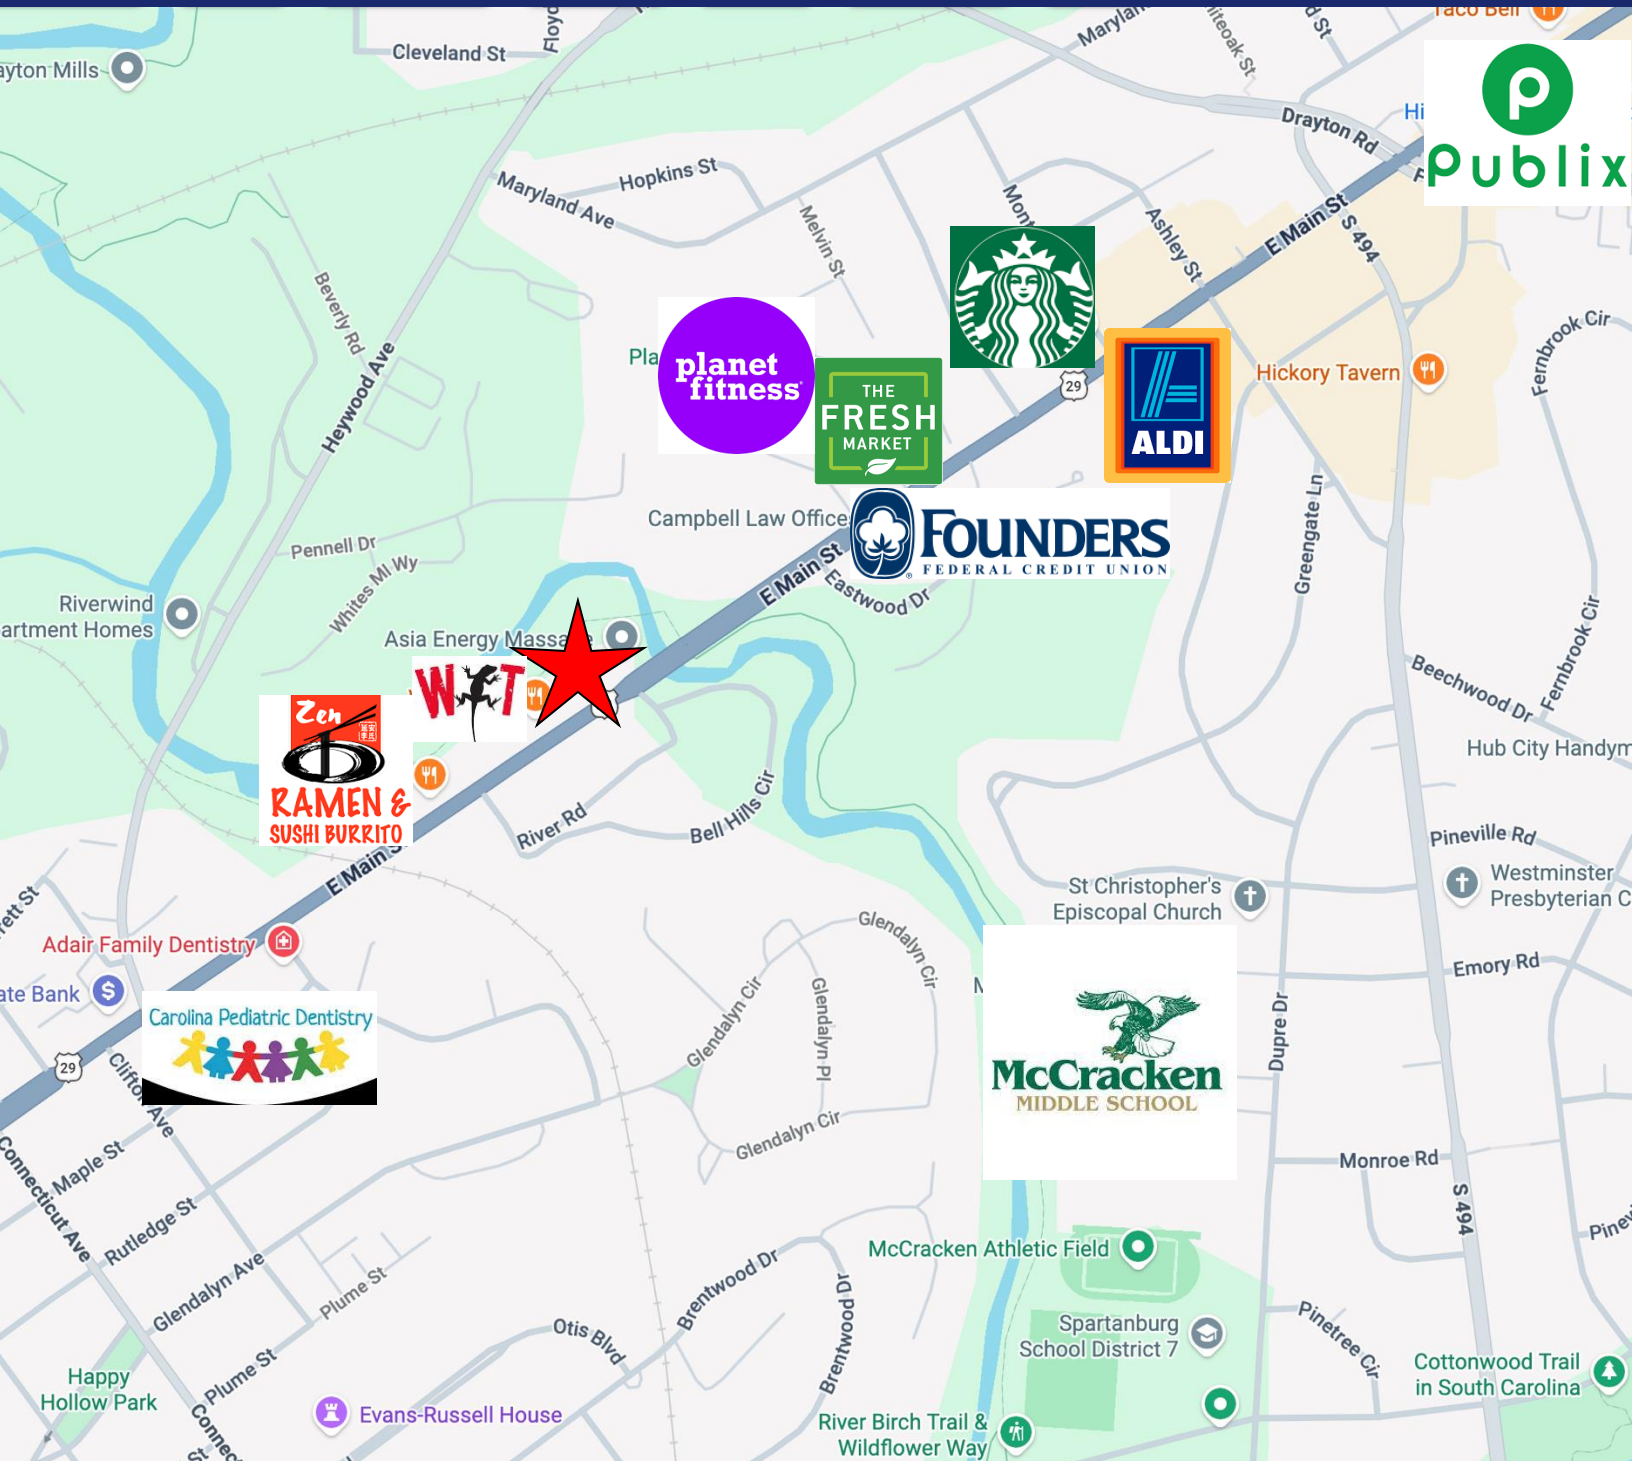 Taco Bell
Cleveland St
Maryland
iteoak St
d St
ayton Mills
Hi
Publix
Drayton Rd
Hopkins St
Maryland Ave
Melvin St
Mont
Ashley St
E Main St
S 494
Beverly Rd
Heywood Ave
Pla
planet
fitness
THE
FRESH
MARKET
29
ALDI
Hickory Tavern
Fernbrook Cir
Greengate Ln
Campbell Law Office
FOUNDERS
FEDERAL CREDIT UNION
E Main St
Eastwood Dr
Pennell Dr
Whites Ml Wy
Riverwind
artment Homes
Asia Energy Massa e
W T
Zen
RAMEN &
SUSHI BURRITO
E Main S
River Rd
Bell Hills Cir
Beechwood Dr
Fernbrook Cir
Hub City Handym
Pineville Rd
Westminster
Presbyterian C
St Christopher's
Episcopal Church
Emory Rd
rett St
Adair Family Dentistry
ate Bank
Carolina Pediatric Dentistry
29
Clifton Ave
Glendalyn Cir
Glendalyn Cir
Glendalyn Pl
Glendalyn Cir
McCracken
MIDDLE SCHOOL
Dupre Dr
Monroe Rd
S 494
Pinev
Connecticut Ave
Maple St
Rutledge St
Glendalyn Ave
Plume St
Plume St
McCracken Athletic Field
Brentwood Dr
Brentwood Dr
Otis Blvd
Spartanburg
School District 7
Pinetree Cir
Cottonwood Trail
in South Carolina
Happy
Hollow Park
Evans-Russell House
Connec
St
River Birch Trail &
Wildflower Way